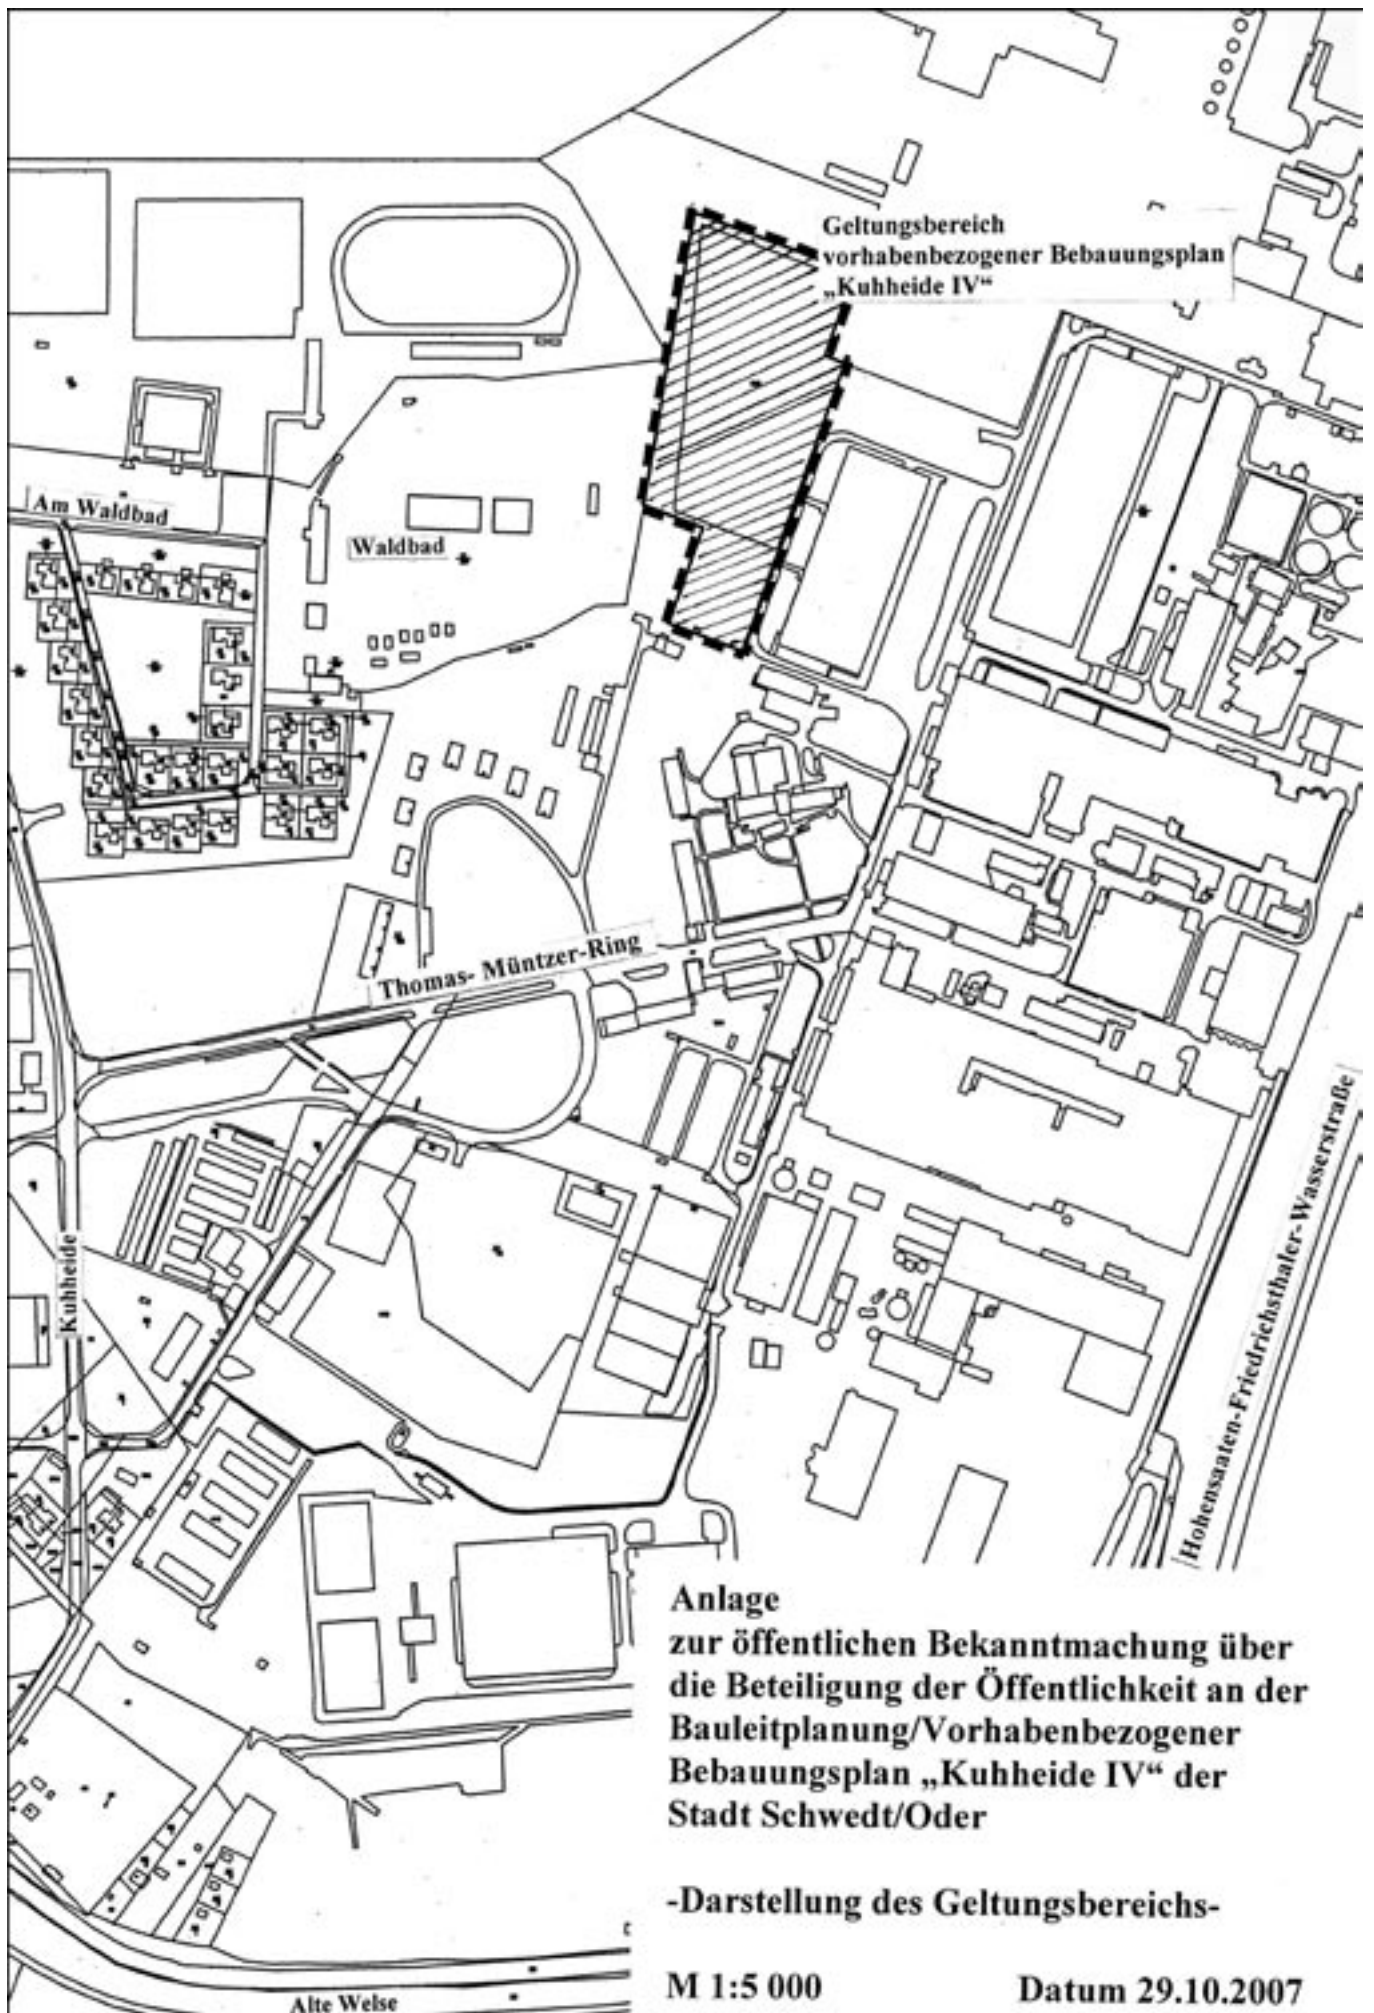 Geltungsbereich
vorhabenbezogener Bebauungsplan
„Kuhheide IV“
Am Waldbad
Waldbad
Thomas- Müntzer-Ring
Kuhheide
Hohensaaten-Friedrichsthaler-Wasserstraße
Anlage
zur öffentlichen Bekanntmachung über
die Beteiligung der Öffentlichkeit an der
Bauleitplanung/Vorhabenbezogener
Bebauungsplan „Kuhheide IV“ der
Stadt Schwedt/Oder
-Darstellung des Geltungsbereichs-
M 1:5 000 Datum 29.10.2007
Alte Welse